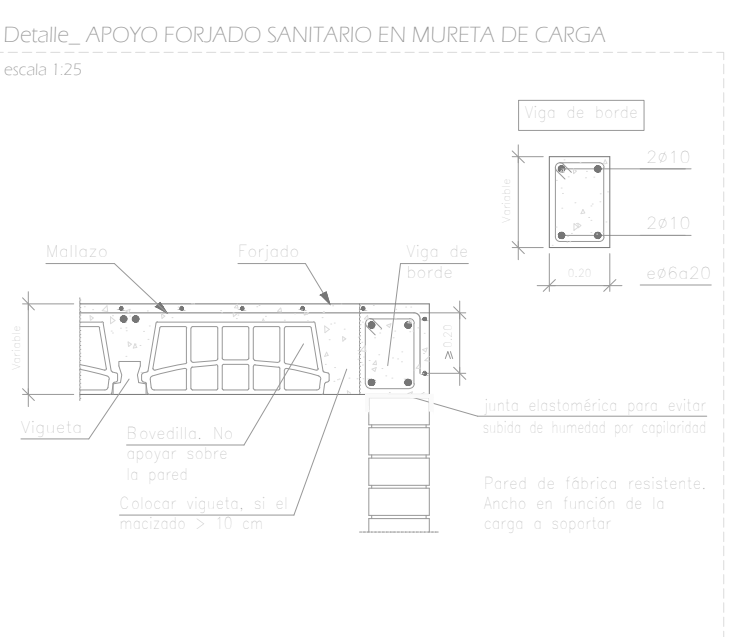 Detalle_ APOYO FORJADO SANITARIO EN MURETA DE CARGA
escala 1:25
Viga de borde
2ø10
Variable
2ø10
0,20
eø6a20
Mallazo
Forjado
Viga de
borde
Variable
≥0,20
Vigueta
Bovedilla. No
apoyar sobre
la pared
Colocar vigueta, si el
macizado > 10 cm
junta elastomérica para evitar
subida de humedad por capilaridad
Pared de fábrica resistente.
Ancho en función de la
carga a soportar